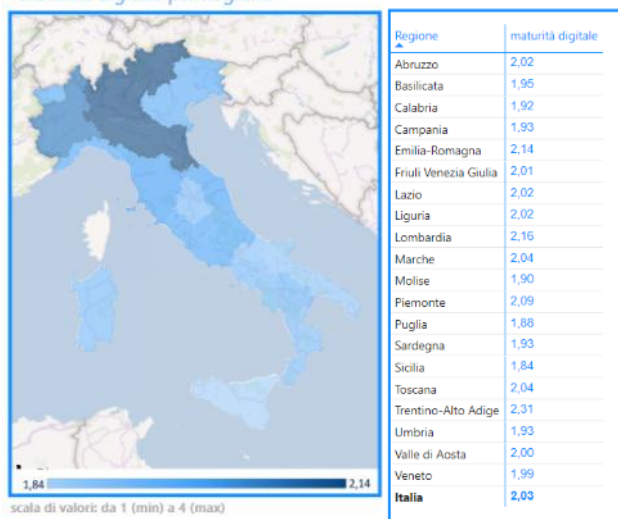 1,84
2,14
scala di valori: da 1 (min) a 4 (max)
Regione maturità digitale
Abruzzo 2,02
Basilicata 1,95
Calabria 1,92
Campania 1,93
Emilia-Romagna 2,14
Friuli Venezia Giulia 2,01
Lazio 2,02
Liguria 2,02
Lombardia 2,16
Marche 2,04
Molise 1,90
Piemonte 2,09
Puglia 1,88
Sardegna 1,93
Sicilia 1,84
Toscana 2,04
Trentino-Alto Adige 2,31
Umbria 1,93
Valle di Aosta 2,00
Veneto 1,99
Italia 2,03